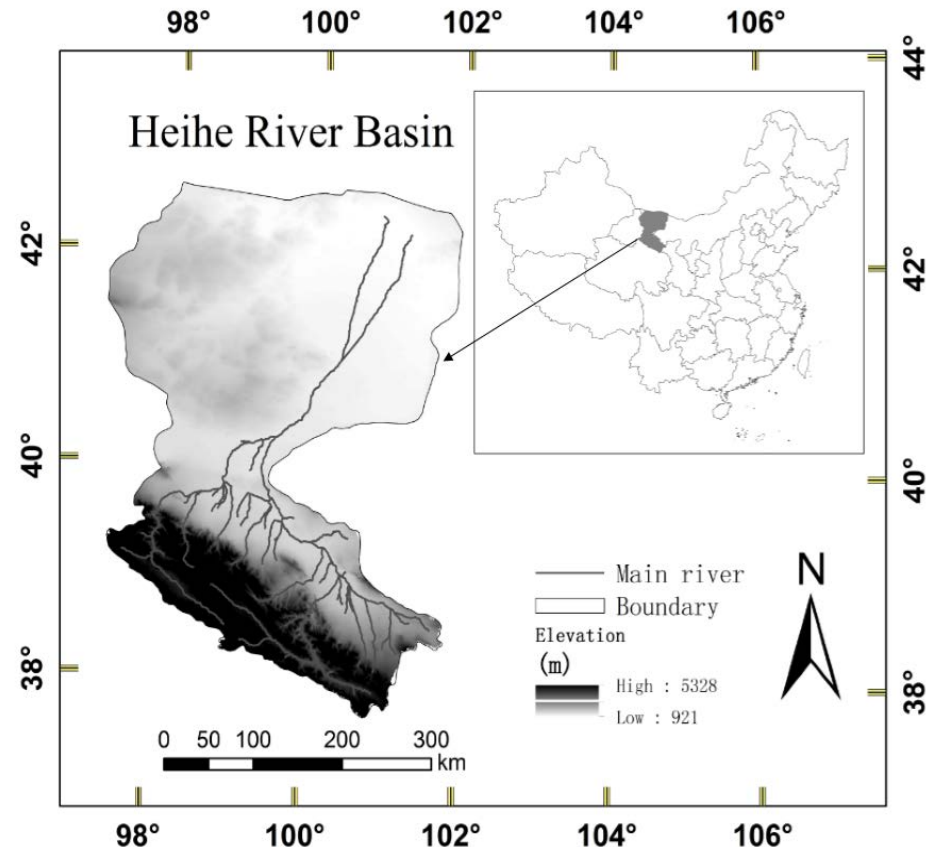 98° 100° 102° 104° 106°
44°
Heihe River Basin
42°
42°
40°
40°
Main river
N
Boundary
Elevation
(m)
38°
High : 5328
38°
Low : 921
0 50 100 200 300
km
98° 100° 102° 104° 106°